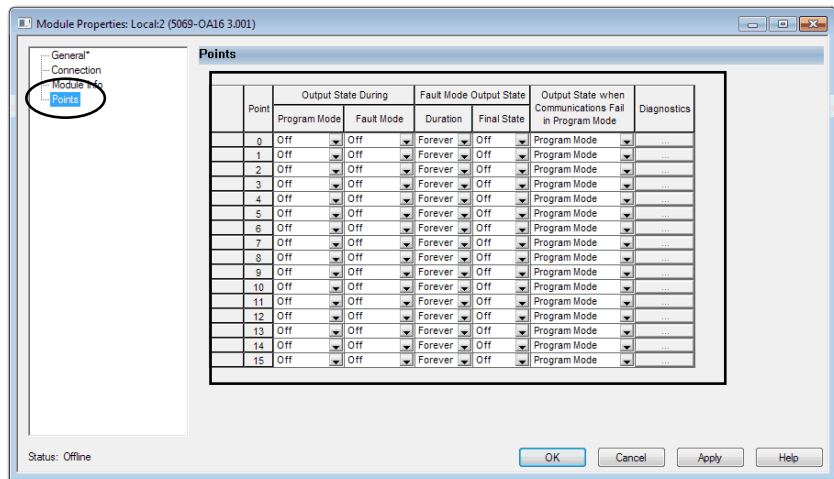 Module Properties: Local:2 (5069-OA16 3.001)
General*
Connection
Module Info
Points
Points
Point
Output State During
Program Mode
Fault Mode
Fault Mode Output State
Duration
Final State
Output State when
Communications Fail
in Program Mode
Diagnostics
0 Off Off Forever Off Program Mode ...
1 Off Off Forever Off Program Mode ...
2 Off Off Forever Off Program Mode ...
3 Off Off Forever Off Program Mode ...
4 Off Off Forever Off Program Mode ...
5 Off Off Forever Off Program Mode ...
6 Off Off Forever Off Program Mode ...
7 Off Off Forever Off Program Mode ...
8 Off Off Forever Off Program Mode ...
9 Off Off Forever Off Program Mode ...
10 Off Off Forever Off Program Mode ...
11 Off Off Forever Off Program Mode ...
12 Off Off Forever Off Program Mode ...
13 Off Off Forever Off Program Mode ...
14 Off Off Forever Off Program Mode ...
15 Off Off Forever Off Program Mode ...
Status: Offline
OK
Cancel
Apply
Help